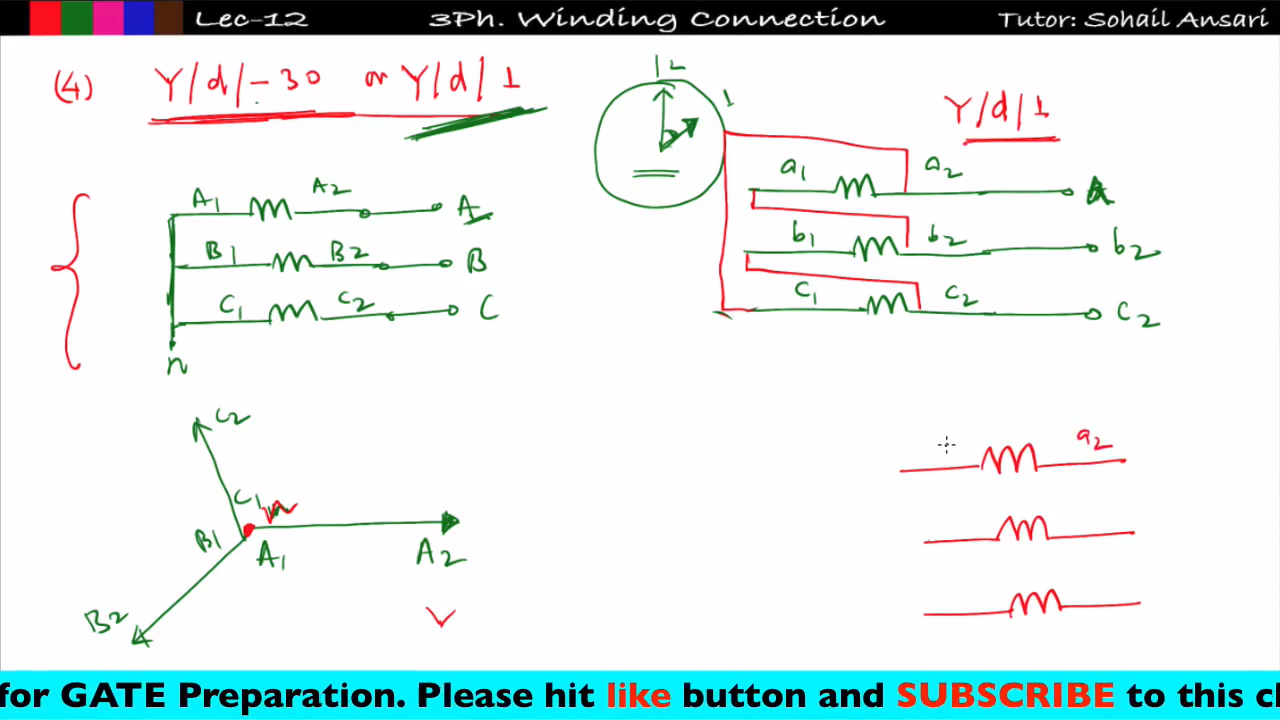 Lec-12 3Ph. Winding Connection Tutor: Sohail Ansari
(4) Y/d/-30 or Y/d/1
12
1
Y/d/1
A1 A2 A
B1 B2 B
C1 C2 C
n
a1 a2 a
b1 b2 b2
c1 c2 c2
C2
C1 n
B1 A1 A2
B2
a2
for GATE Preparation. Please hit like button and SUBSCRIBE to this c